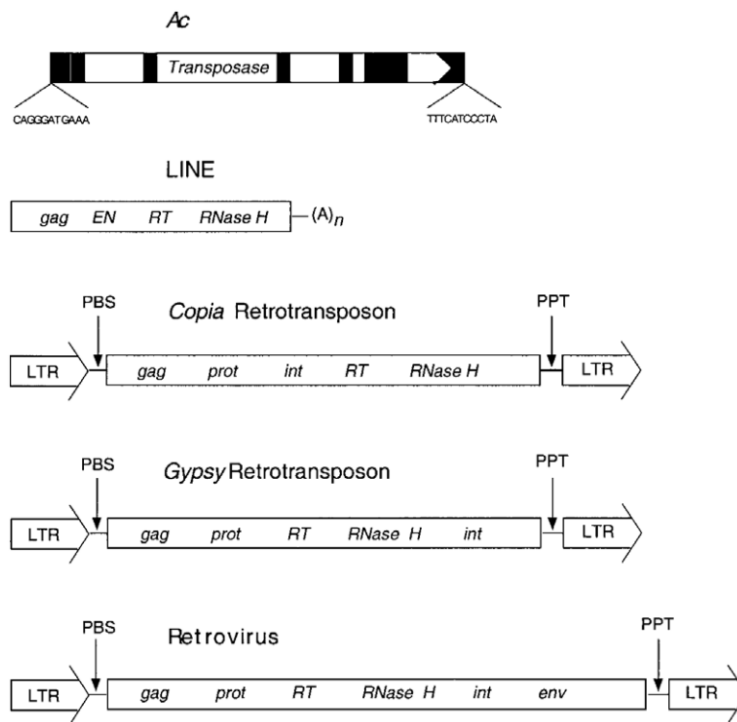 Ac
Transposase
CAGGGATGAAA TTTCATCCCTA
LINE
gag EN RT RNase H (A)n
PBS Copia Retrotransposon PPT
LTR gag prot int RT RNase H LTR
PBS Gypsy Retrotransposon PPT
LTR gag prot RT RNase H int LTR
PBS Retrovirus PPT
LTR gag prot RT RNase H int env LTR